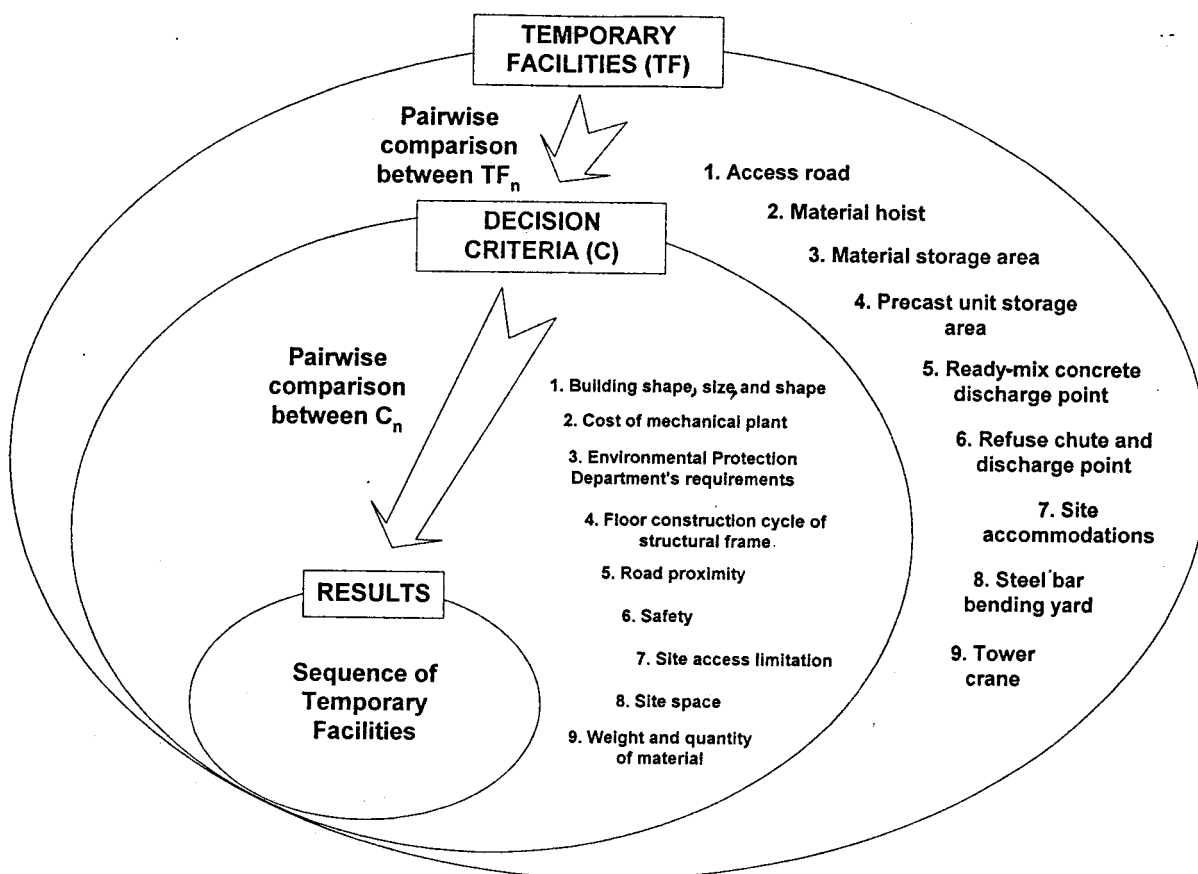 TEMPORARY
FACILITIES (TF)
Pairwise
comparison
between TFn
1. Access road
2. Material hoist
3. Material storage area
4. Precast unit storage
area
5. Ready-mix concrete
discharge point
6. Refuse chute and
discharge point
7. Site
accommodations
8. Steel bar
bending yard
9. Tower
crane
DECISION
CRITERIA (C)
Pairwise
comparison
between Cn
1. Building shape, size, and shape
2. Cost of mechanical plant
3. Environmental Protection
Department's requirements
4. Floor construction cycle of
structural frame.
5. Road proximity
6. Safety
7. Site access limitation
8. Site space
9. Weight and quantity
of material
RESULTS
Sequence of
Temporary
Facilities